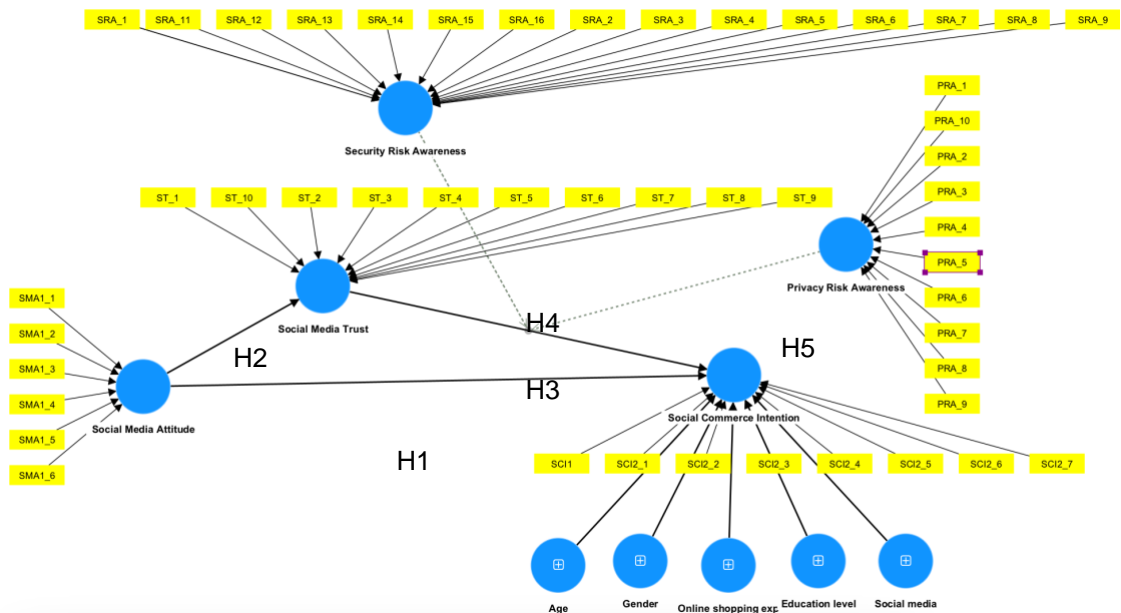 SRA_1 SRA_11 SRA_12 SRA_13 SRA_14 SRA_15 SRA_16 SRA_2 SRA_3 SRA_4 SRA_5 SRA_6 SRA_7 SRA_8 SRA_9
Security Risk Awareness
PRA_1
PRA_10
PRA_2
PRA_3
PRA_4
PRA_5
PRA_6
PRA_7
PRA_8
PRA_9
Privacy Risk Awareness
ST_1 ST_10 ST_2 ST_3 ST_4 ST_5 ST_6 ST_7 ST_8 ST_9
Social Media Trust
SMA1_1
SMA1_2
SMA1_3
SMA1_4
SMA1_5
SMA1_6
Social Media Attitude
H4
H2
H5
H3
H1
Social Commerce Intention
SCI1 SCI2_1 SCI2_2 SCI2_3 SCI2_4 SCI2_5 SCI2_6 SCI2_7
Age
Gender
Online shopping exp
Education level
Social media